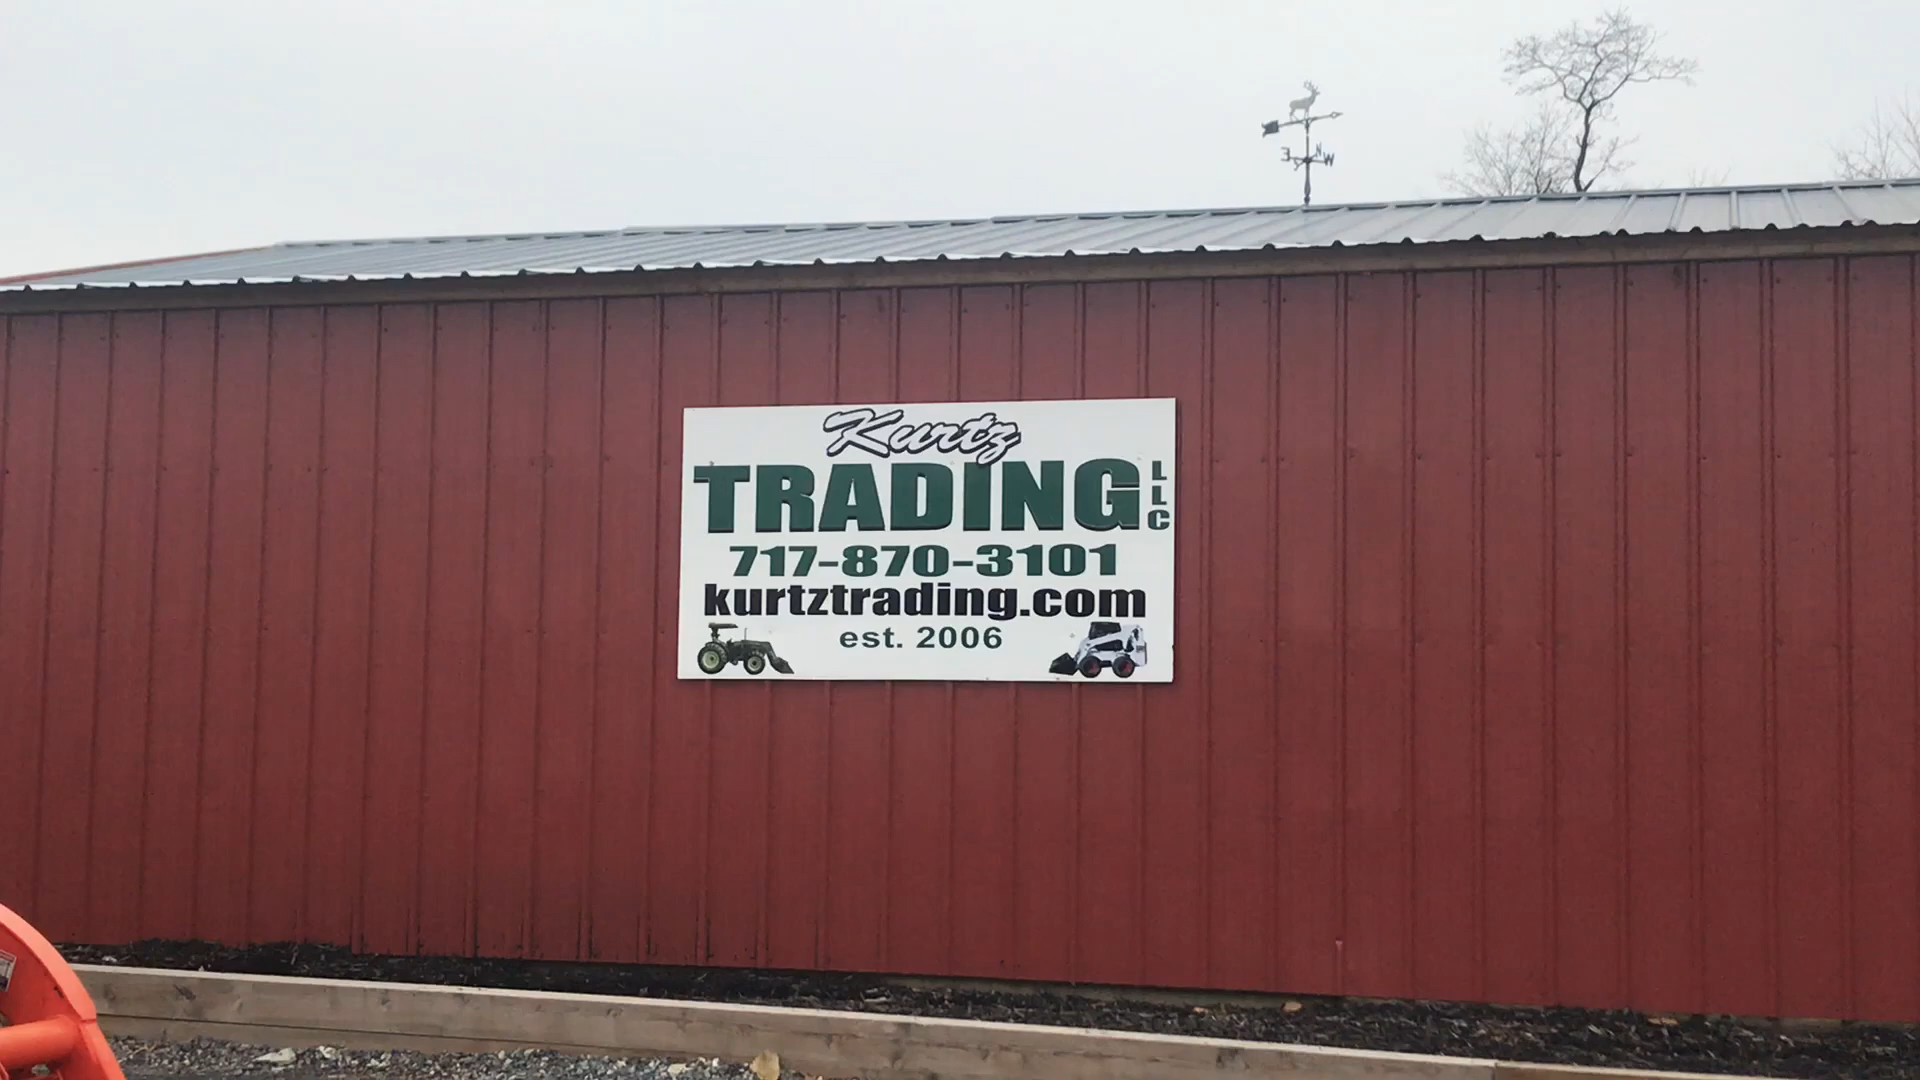 E N W
Kurtz
TRADING LLC
717-870-3101
kurtztrading.com
est. 2006